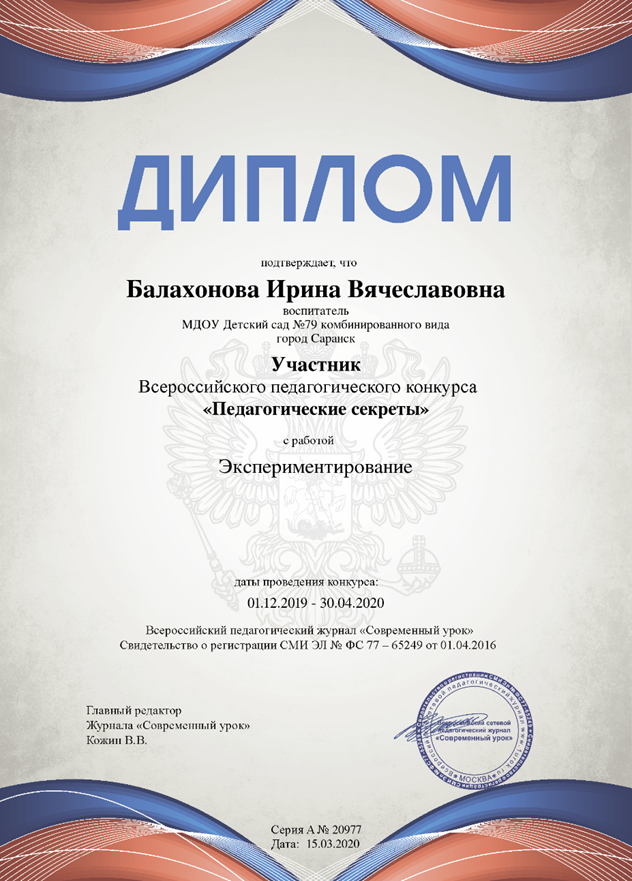 ДИПЛОМ
подтверждает, что
Балахонова Ирина Вячеславовна
воспитатель
МДОУ Детский сад №79 комбинированного вида
город Саранск
Участник
Всероссийского педагогического конкурса
«Педагогические секреты»
с работой
Экспериментирование
даты проведения конкурса:
01.12.2019 - 30.04.2020
Всероссийский педагогический журнал «Современный урок»
Свидетельство о регистрации СМИ ЭЛ № ФС 77 – 65249 от 01.04.2016
Главный редактор
Журнала «Современный урок»
Кожин В.В.
Всероссийский сетевой
педагогический журнал
«Современный урок»
МОСКВА
Серия А № 20977
Дата: 15.03.2020